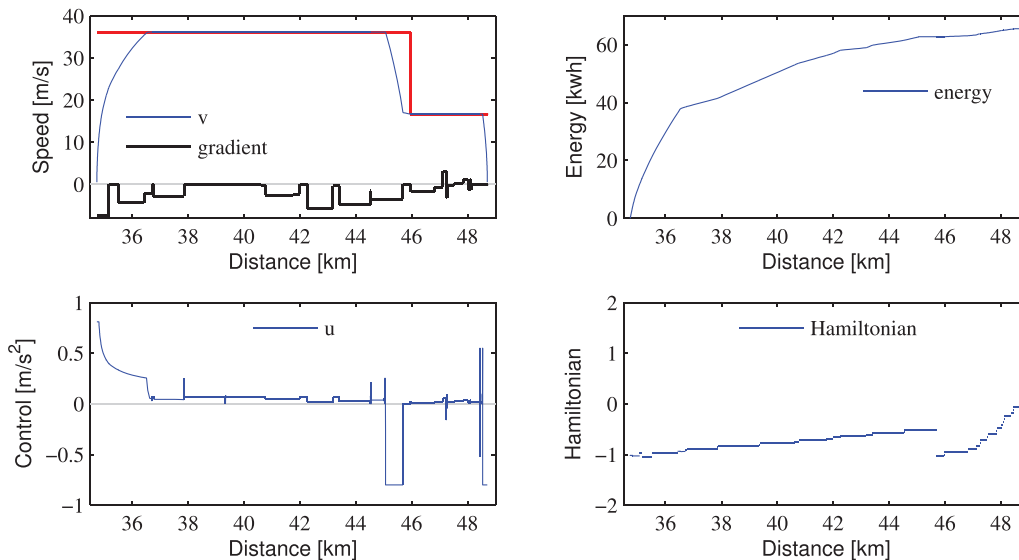 40
30
20
10
0
Speed [m/s]
v
gradient
36 38 40 42 44 46 48
Distance [km]
60
40
20
0
Energy [kwh]
energy
36 38 40 42 44 46 48
Distance [km]
1
0.5
0
−0.5
−1
Control [m/s²]
u
36 38 40 42 44 46 48
Distance [km]
2
1
0
−1
−2
Hamiltonian
Hamiltonian
36 38 40 42 44 46 48
Distance [km]